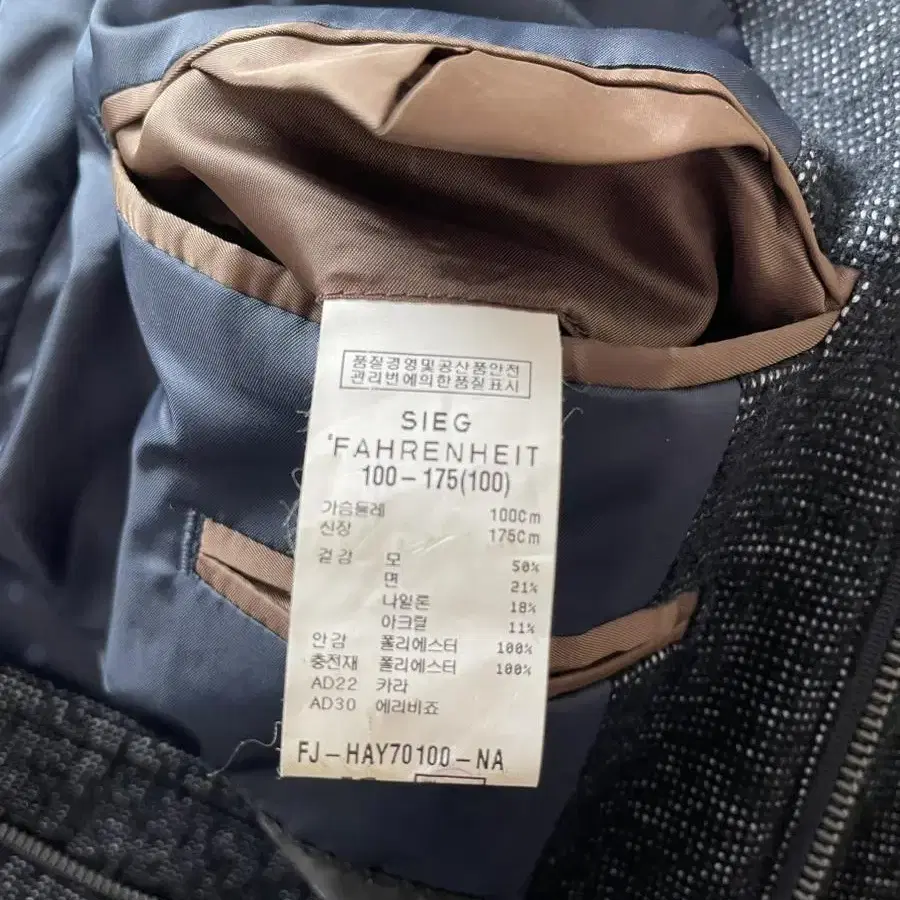 품질경영및공산품안전
관리번에의한품질표시
SIEG
°FAHRENHEIT
100-175(100)
가슴둘레 100Cm
신장 175Cm
겉감 모 50%
면 21%
나일론 18%
아크릴 11%
안감 폴리에스터 100%
충전재 폴리에스터 100%
AD22 카라
AD30 에리비죠
FJ-HAY70100-NA